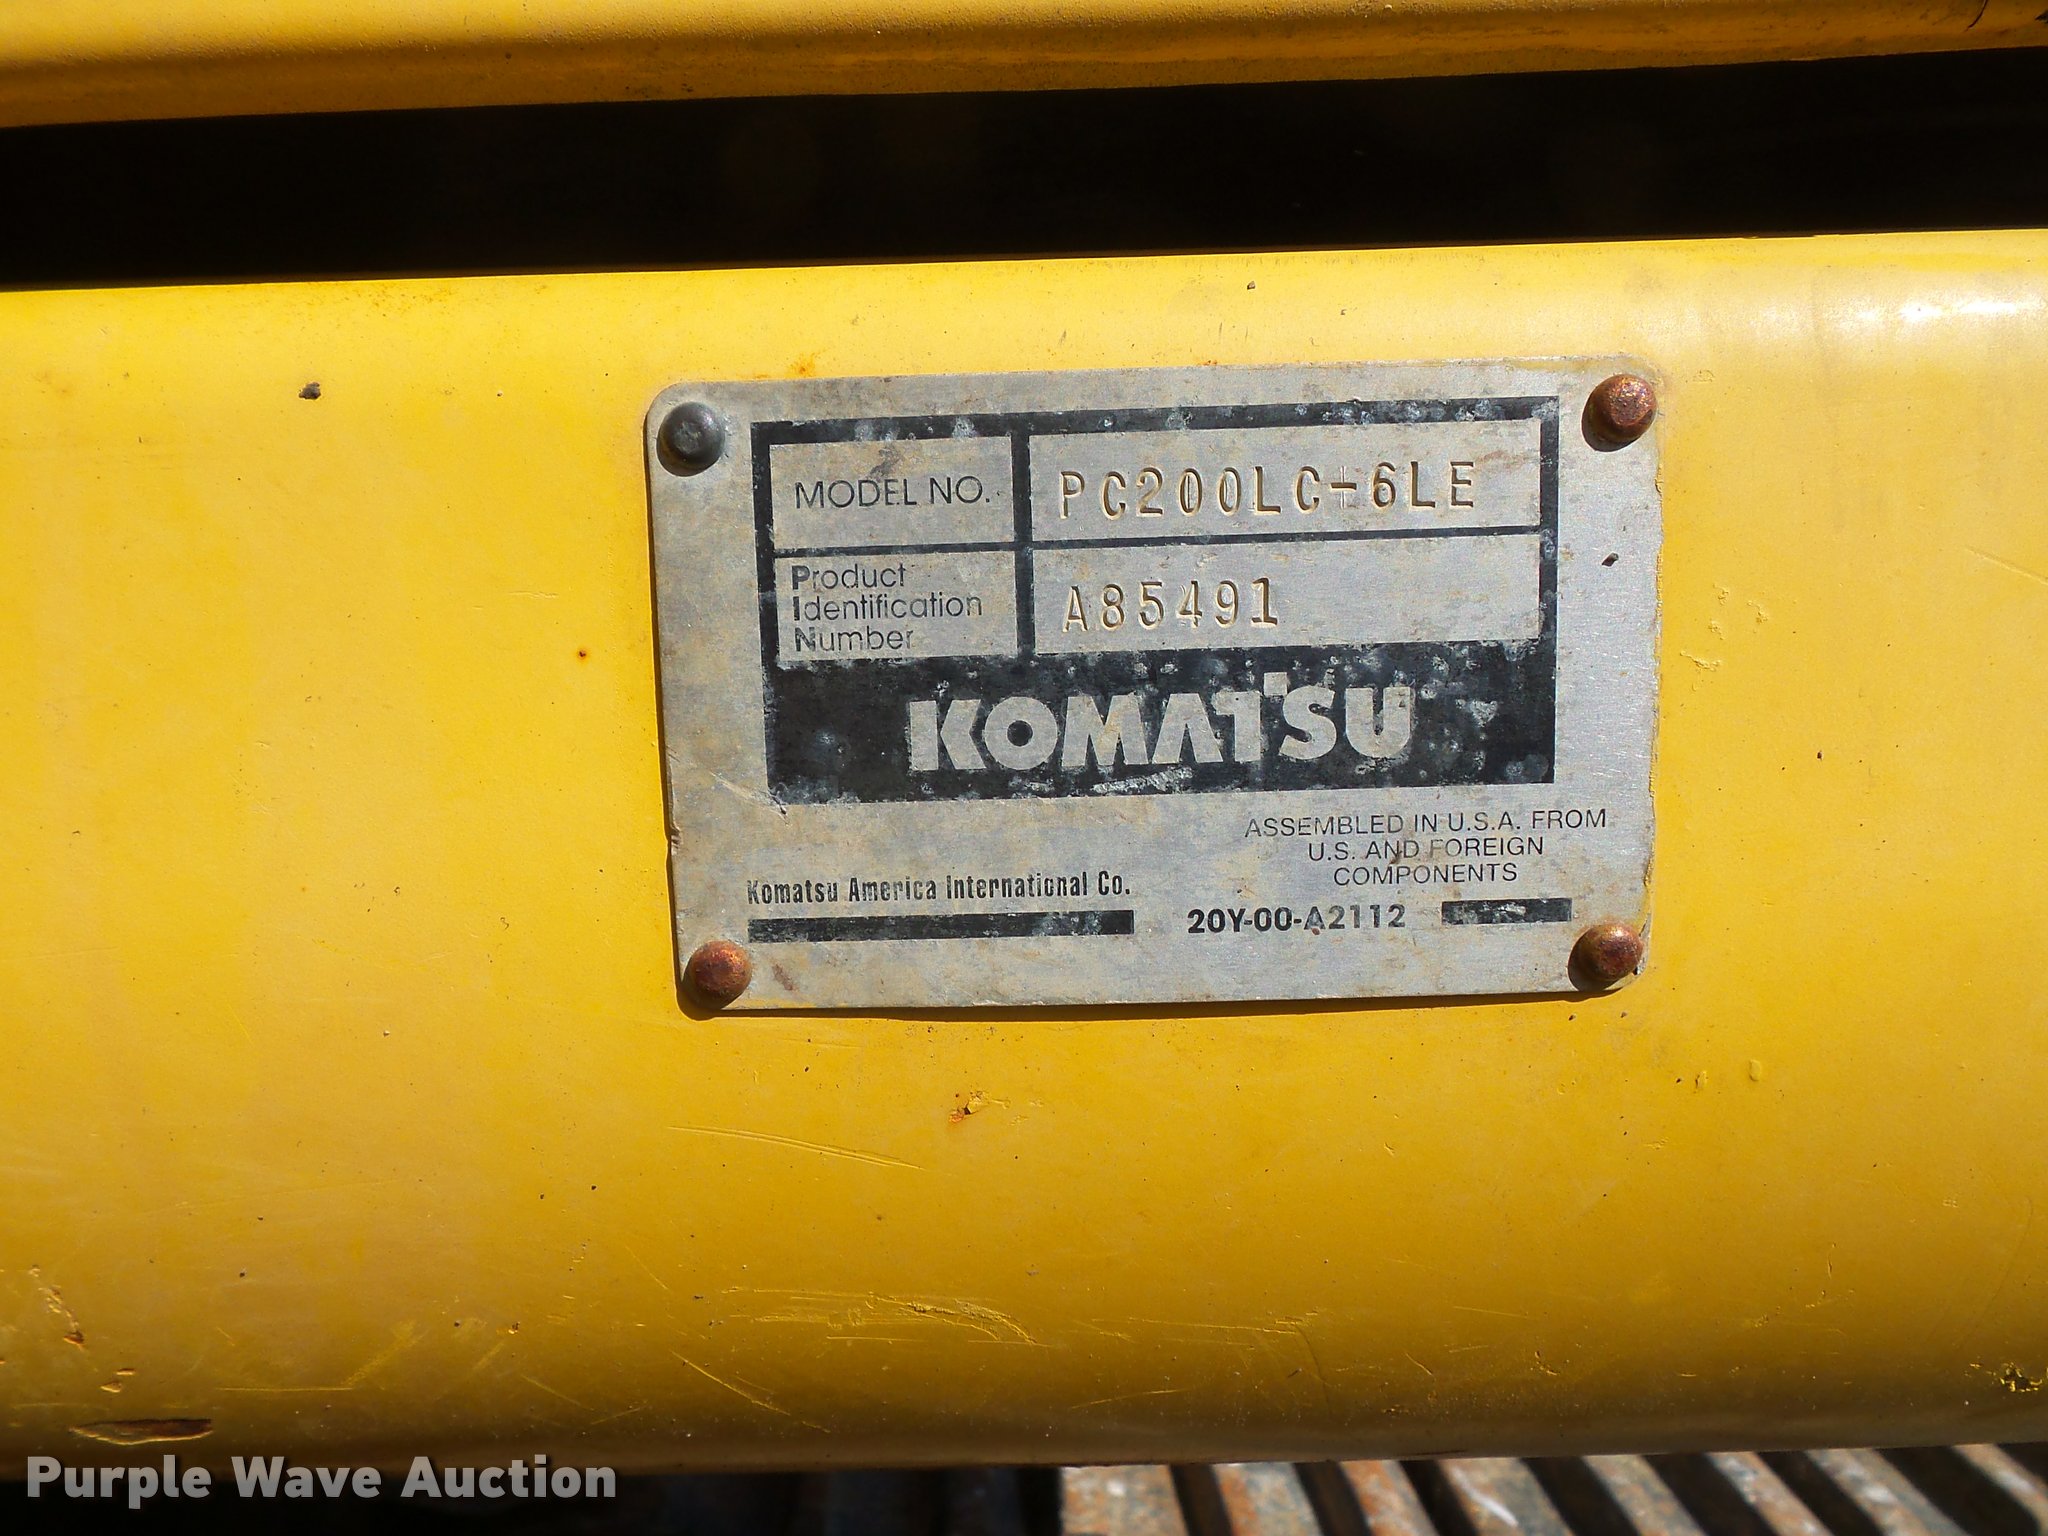 MODEL NO. PC200LC-6LE
Product
Identification
Number
A85491
KOMATSU
ASSEMBLED IN U.S.A. FROM
U.S. AND FOREIGN
COMPONENTS
Komatsu America International Co.
20Y-00-A2112
Purple Wave Auction